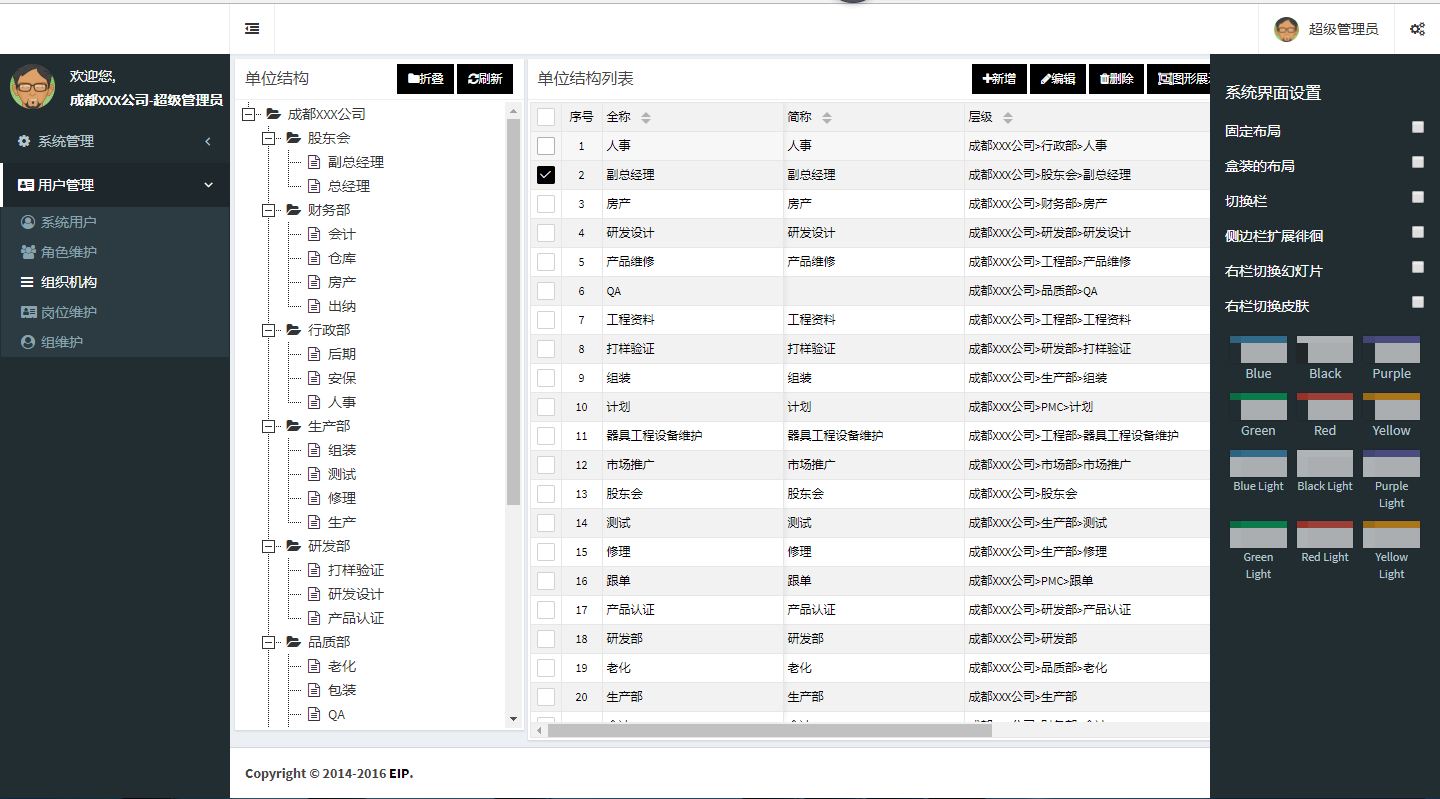 超级管理员
欢迎您,
成都XXX公司-超级管理员
系统管理
用户管理
系统用户
角色维护
组织机构
岗位维护
组维护
单位结构
折叠
刷新
成都XXX公司
股东会
副总经理
总经理
财务部
会计
仓库
房产
出纳
行政部
后期
安保
人事
生产部
组装
测试
修理
生产
研发部
打样验证
研发设计
产品认证
品质部
老化
包装
QA
单位结构列表
新增
编辑
删除
图形展
序号 全称 简称 层级
1 人事 人事 成都XXX公司>行政部>人事
2 副总经理 副总经理 成都XXX公司>股东会>副总经理
3 房产 房产 成都XXX公司>财务部>房产
4 研发设计 研发设计 成都XXX公司>研发部>研发设计
5 产品维修 产品维修 成都XXX公司>工程部>产品维修
6 QA 成都XXX公司>品质部>QA
7 工程资料 工程资料 成都XXX公司>工程部>工程资料
8 打样验证 打样验证 成都XXX公司>研发部>打样验证
9 组装 组装 成都XXX公司>生产部>组装
10 计划 计划 成都XXX公司>PMC>计划
11 器具工程设备维护 器具工程设备维护 成都XXX公司>工程部>器具工程设备维护
12 市场推广 市场推广 成都XXX公司>市场部>市场推广
13 股东会 股东会 成都XXX公司>股东会
14 测试 测试 成都XXX公司>生产部>测试
15 修理 修理 成都XXX公司>生产部>修理
16 跟单 跟单 成都XXX公司>PMC>跟单
17 产品认证 产品认证 成都XXX公司>研发部>产品认证
18 研发部 研发部 成都XXX公司>研发部
19 老化 老化 成都XXX公司>品质部>老化
20 生产部 生产部 成都XXX公司>生产部
系统界面设置
固定布局
盒装的布局
切换栏
侧边栏扩展徘徊
右栏切换幻灯片
右栏切换皮肤
Blue Black Purple
Green Red Yellow
Blue Light Black Light Purple
Light
Green Red Light Yellow
Light Light
Copyright © 2014-2016 EIP.